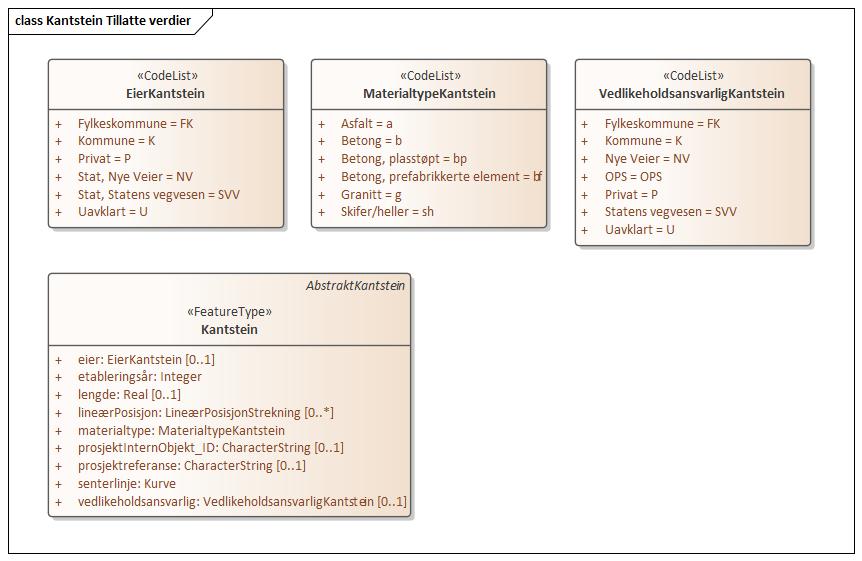 class Kantstein Tillatte verdier
«CodeList»
EierKantstein
+ Fylkeskommune = FK
+ Kommune = K
+ Privat = P
+ Stat, Nye Veier = NV
+ Stat, Statens vegvesen = SVV
+ Uavklart = U
«CodeList»
MaterialtypeKantstein
+ Asfalt = a
+ Betong = b
+ Betong, plasstøpt = bp
+ Betong, prefabrikkerte element = bf
+ Granitt = g
+ Skifer/heller = sh
«CodeList»
VedlikeholdsansvarligKantstein
+ Fylkeskommune = FK
+ Kommune = K
+ Nye Veier = NV
+ OPS = OPS
+ Privat = P
+ Statens vegvesen = SVV
+ Uavklart = U
AbstraktKantstein
«FeatureType»
Kantstein
+ eier: EierKantstein [0..1]
+ etableringsår: Integer
+ lengde: Real [0..1]
+ lineærPosisjon: LineærPosisjonStrekning [0..*]
+ materialtype: MaterialtypeKantstein
+ prosjektInternObjekt_ID: CharacterString [0..1]
+ prosjektreferanse: CharacterString [0..1]
+ senterlinje: Kurve
+ vedlikeholdsansvarlig: VedlikeholdsansvarligKantstein [0..1]